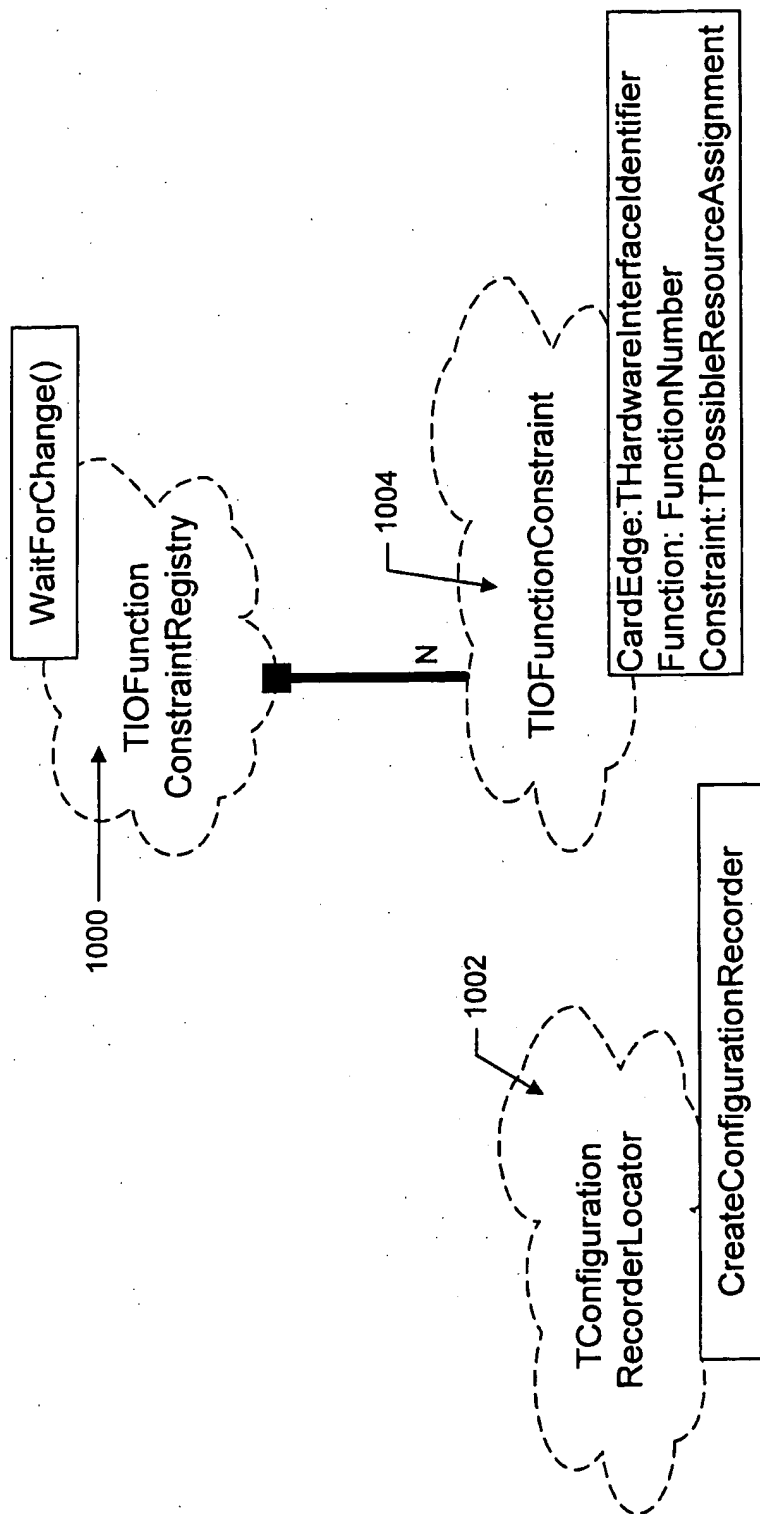 WaitForChange()
TIOFunction
ConstraintRegistry
1000
N
1004
TIOFunctionConstraint
CardEdge:THardwareInterfaceIdentifier
Function: FunctionNumber
Constraint:TPossibleResourceAssignment
1002
TConfiguration
RecorderLocator
CreateConfigurationRecorder